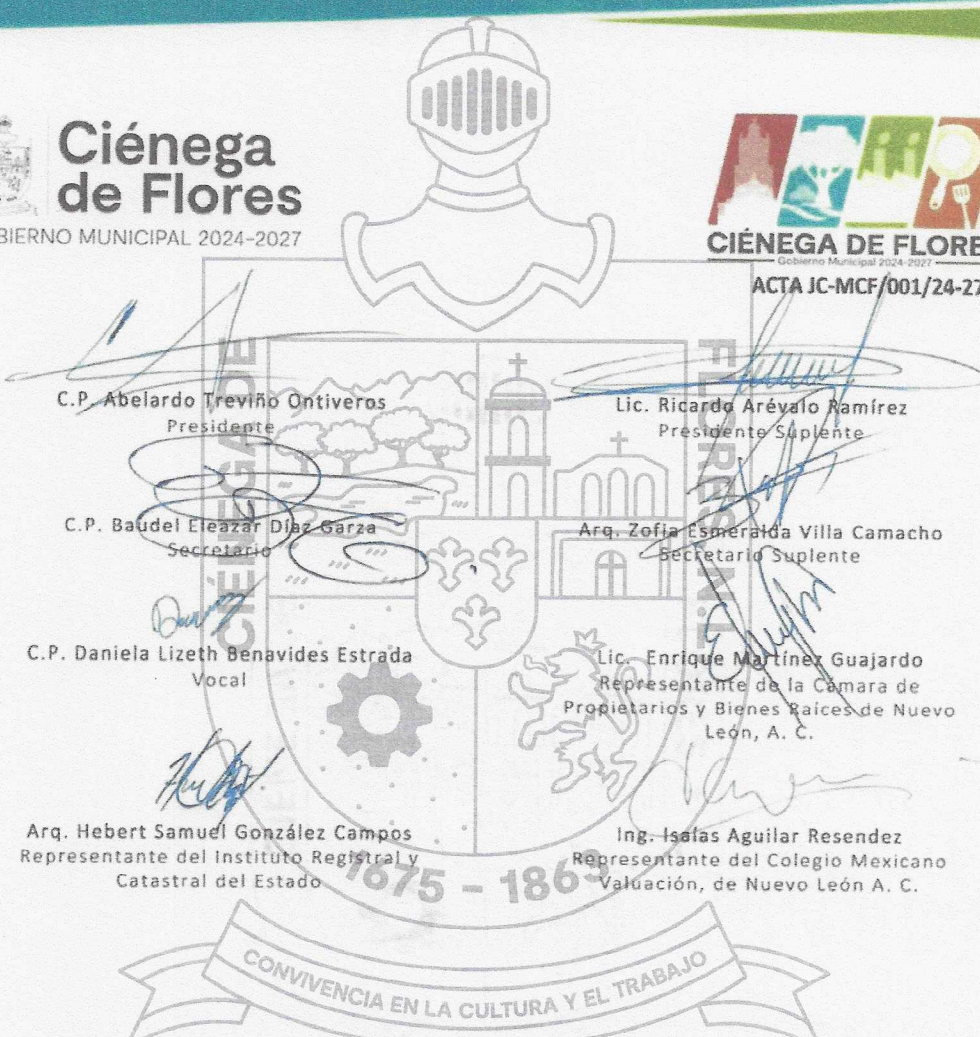 Ciénega
de Flores
BIERNO MUNICIPAL 2024-2027
CIÉNEGA DE FLORE
Gobierno Municipal 2024-2027
ACTA JC-MCF/001/24-27
C.P. Abelardo Treviño Ontiveros
Presidente
Lic. Ricardo Arévalo Ramírez
Presidente Suplente
C.P. Baudel Eleazar Díaz Garza
Secretario
Arq. Zofia Esmeralda Villa Camacho
Secretario Suplente
C.P. Daniela Lizeth Benavides Estrada
Vocal
Lic. Enrique Martínez Guajardo
Representante de la Cámara de
Propietarios y Bienes Raíces de Nuevo
León, A. C.
Arq. Hebert Samuel González Campos
Representante del Instituto Registral y
Catastral del Estado
Ing. Isaías Aguilar Resendez
Representante del Colegio Mexicano
Valuación, de Nuevo León A. C.
CIÉNEGA DE
FLORES, N.L.
1675 - 1863
CONVIVENCIA EN LA CULTURA Y EL TRABAJO